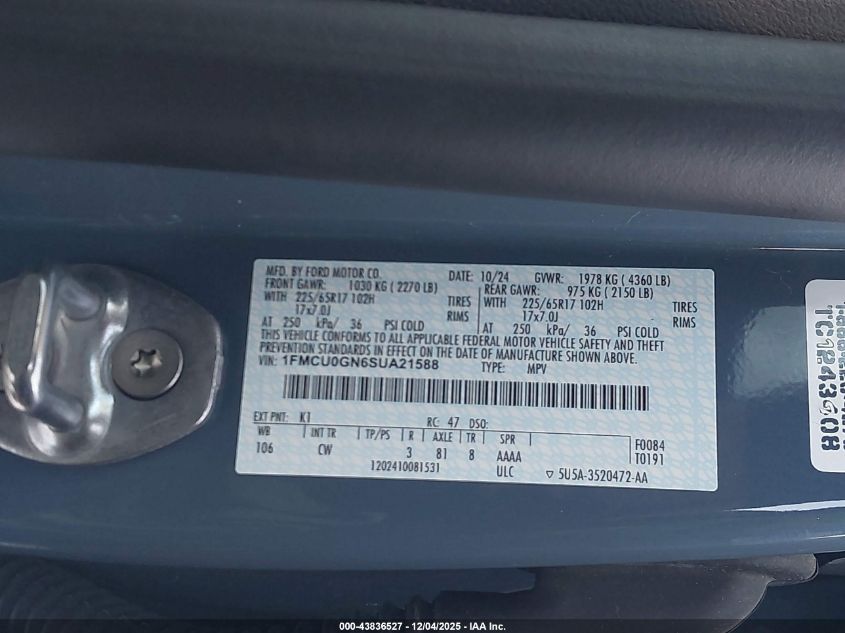 MFD. BY FORD MOTOR CO. DATE: 10/24 GVWR: 1978 KG ( 4360 LB)
FRONT GAWR: 1030 KG ( 2270 LB) REAR GAWR: 975 KG ( 2150 LB)
WITH 225/65R17 102H TIRES WITH 225/65R17 102H TIRES
17x7.0J RIMS 17x7.0J RIMS
AT 250 kPa/ 36 PSI COLD AT 250 kPa/ 36 PSI COLD
THIS VEHICLE CONFORMS TO ALL APPLICABLE FEDERAL MOTOR VEHICLE SAFETY AND THEFT
PREVENTION STANDARDS IN EFFECT ON THE DATE OF MANUFACTURE SHOWN ABOVE.
VIN: 1FMCU0GN6SUA21588 TYPE: MPV
EXT PNT: K1 RC: 47 DSO:
WB INT TR TP/PS R AXLE TR SPR F0084
106 CW 3 81 8 AAAA T0191
1202410081531 ULC 5U5A-3520472-AA
000-43836527 - 12/04/2025 - IAA Inc.